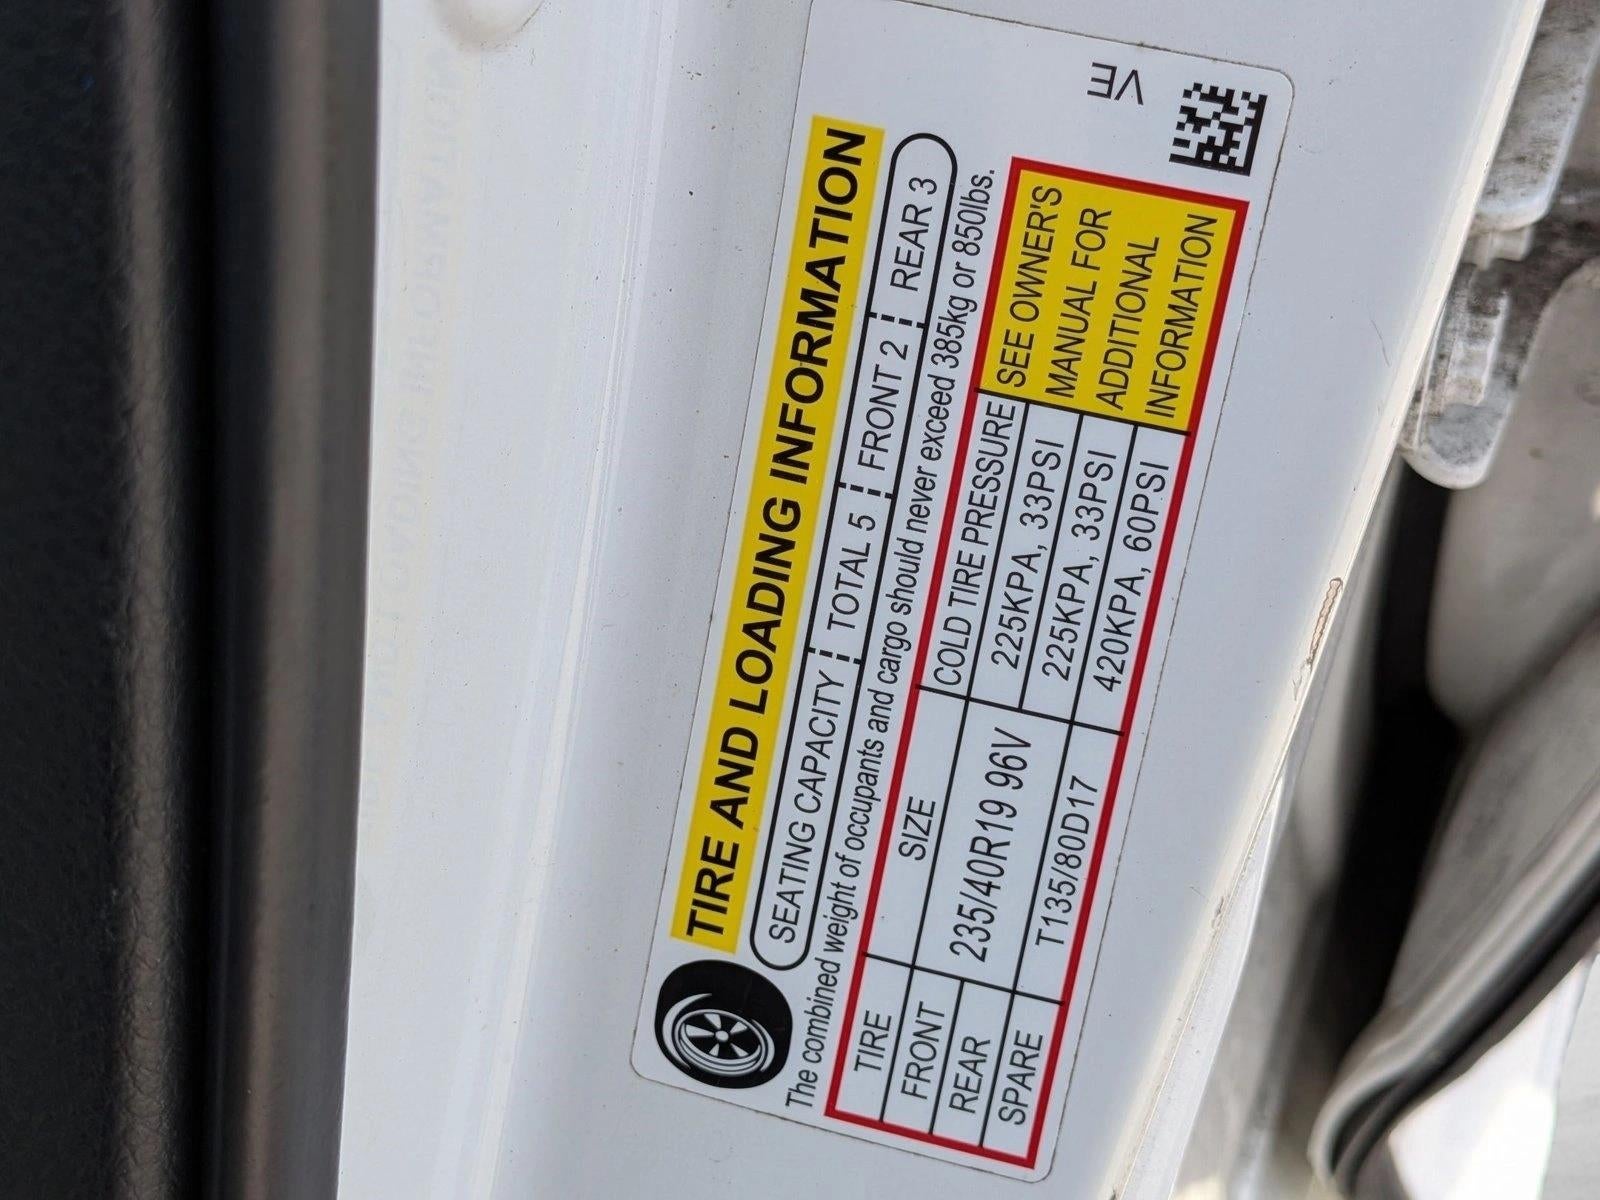 TIRE AND LOADING INFORMATION
SEATING CAPACITY TOTAL 5 FRONT 2 REAR 3
The combined weight of occupants and cargo should never exceed 385kg or 850lbs.
TIRE SIZE COLD TIRE PRESSURE
FRONT 235/40R19 96V 225KPA, 33PSI
REAR 225KPA, 33PSI
SPARE T135/80D17 420KPA, 60PSI
SEE OWNER'S
MANUAL FOR
ADDITIONAL
INFORMATION
VE